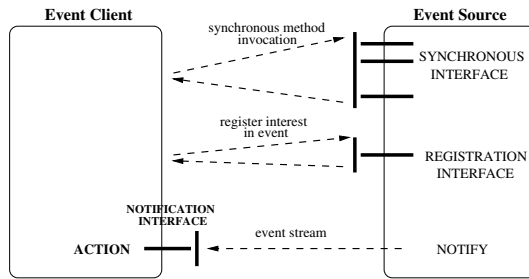 Event Client
Event Source
synchronous method
invocation
SYNCHRONOUS
INTERFACE
register interest
in event
REGISTRATION
INTERFACE
NOTIFICATION
INTERFACE
event stream
ACTION
NOTIFY